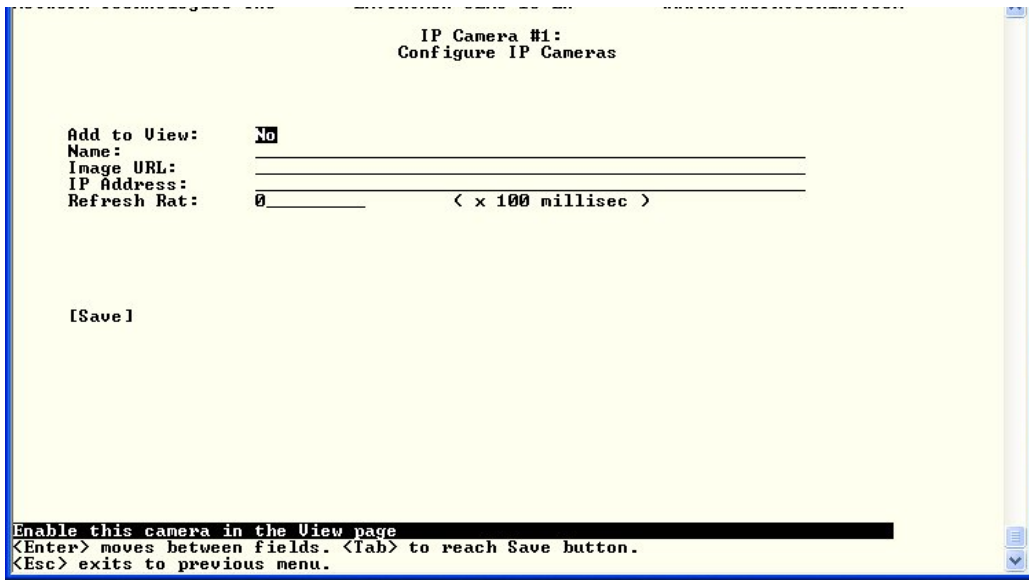 IP Camera #1:
Configure IP Cameras
Add to View: No
Name:
Image URL:
IP Address:
Refresh Rat: 0 ( x 100 millisec )
[Save]
Enable this camera in the View page
<Enter> moves between fields. <Tab> to reach Save button.
<Esc> exits to previous menu.